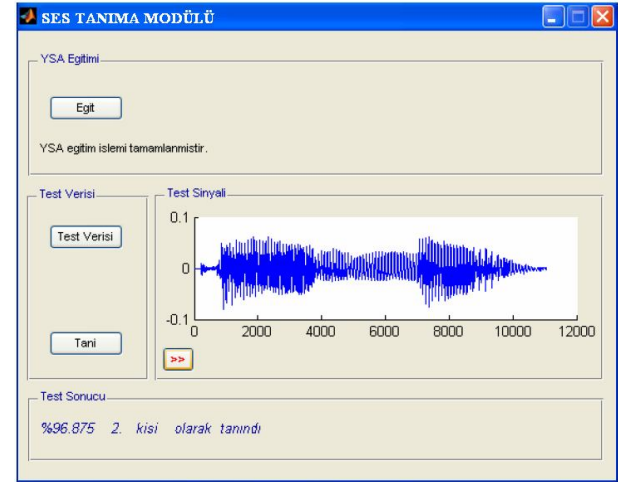 SES TANIMA MODÜLÜ
YSA Egitimi
Egit
YSA egitim islemi tamamlanmistir.
Test Verisi
Test Verisi
Tani
Test Sinyali
0.1
0
-0.1
0 2000 4000 6000 8000 10000 12000
>>
Test Sonucu
%96.875 2. kisi olarak tanındı